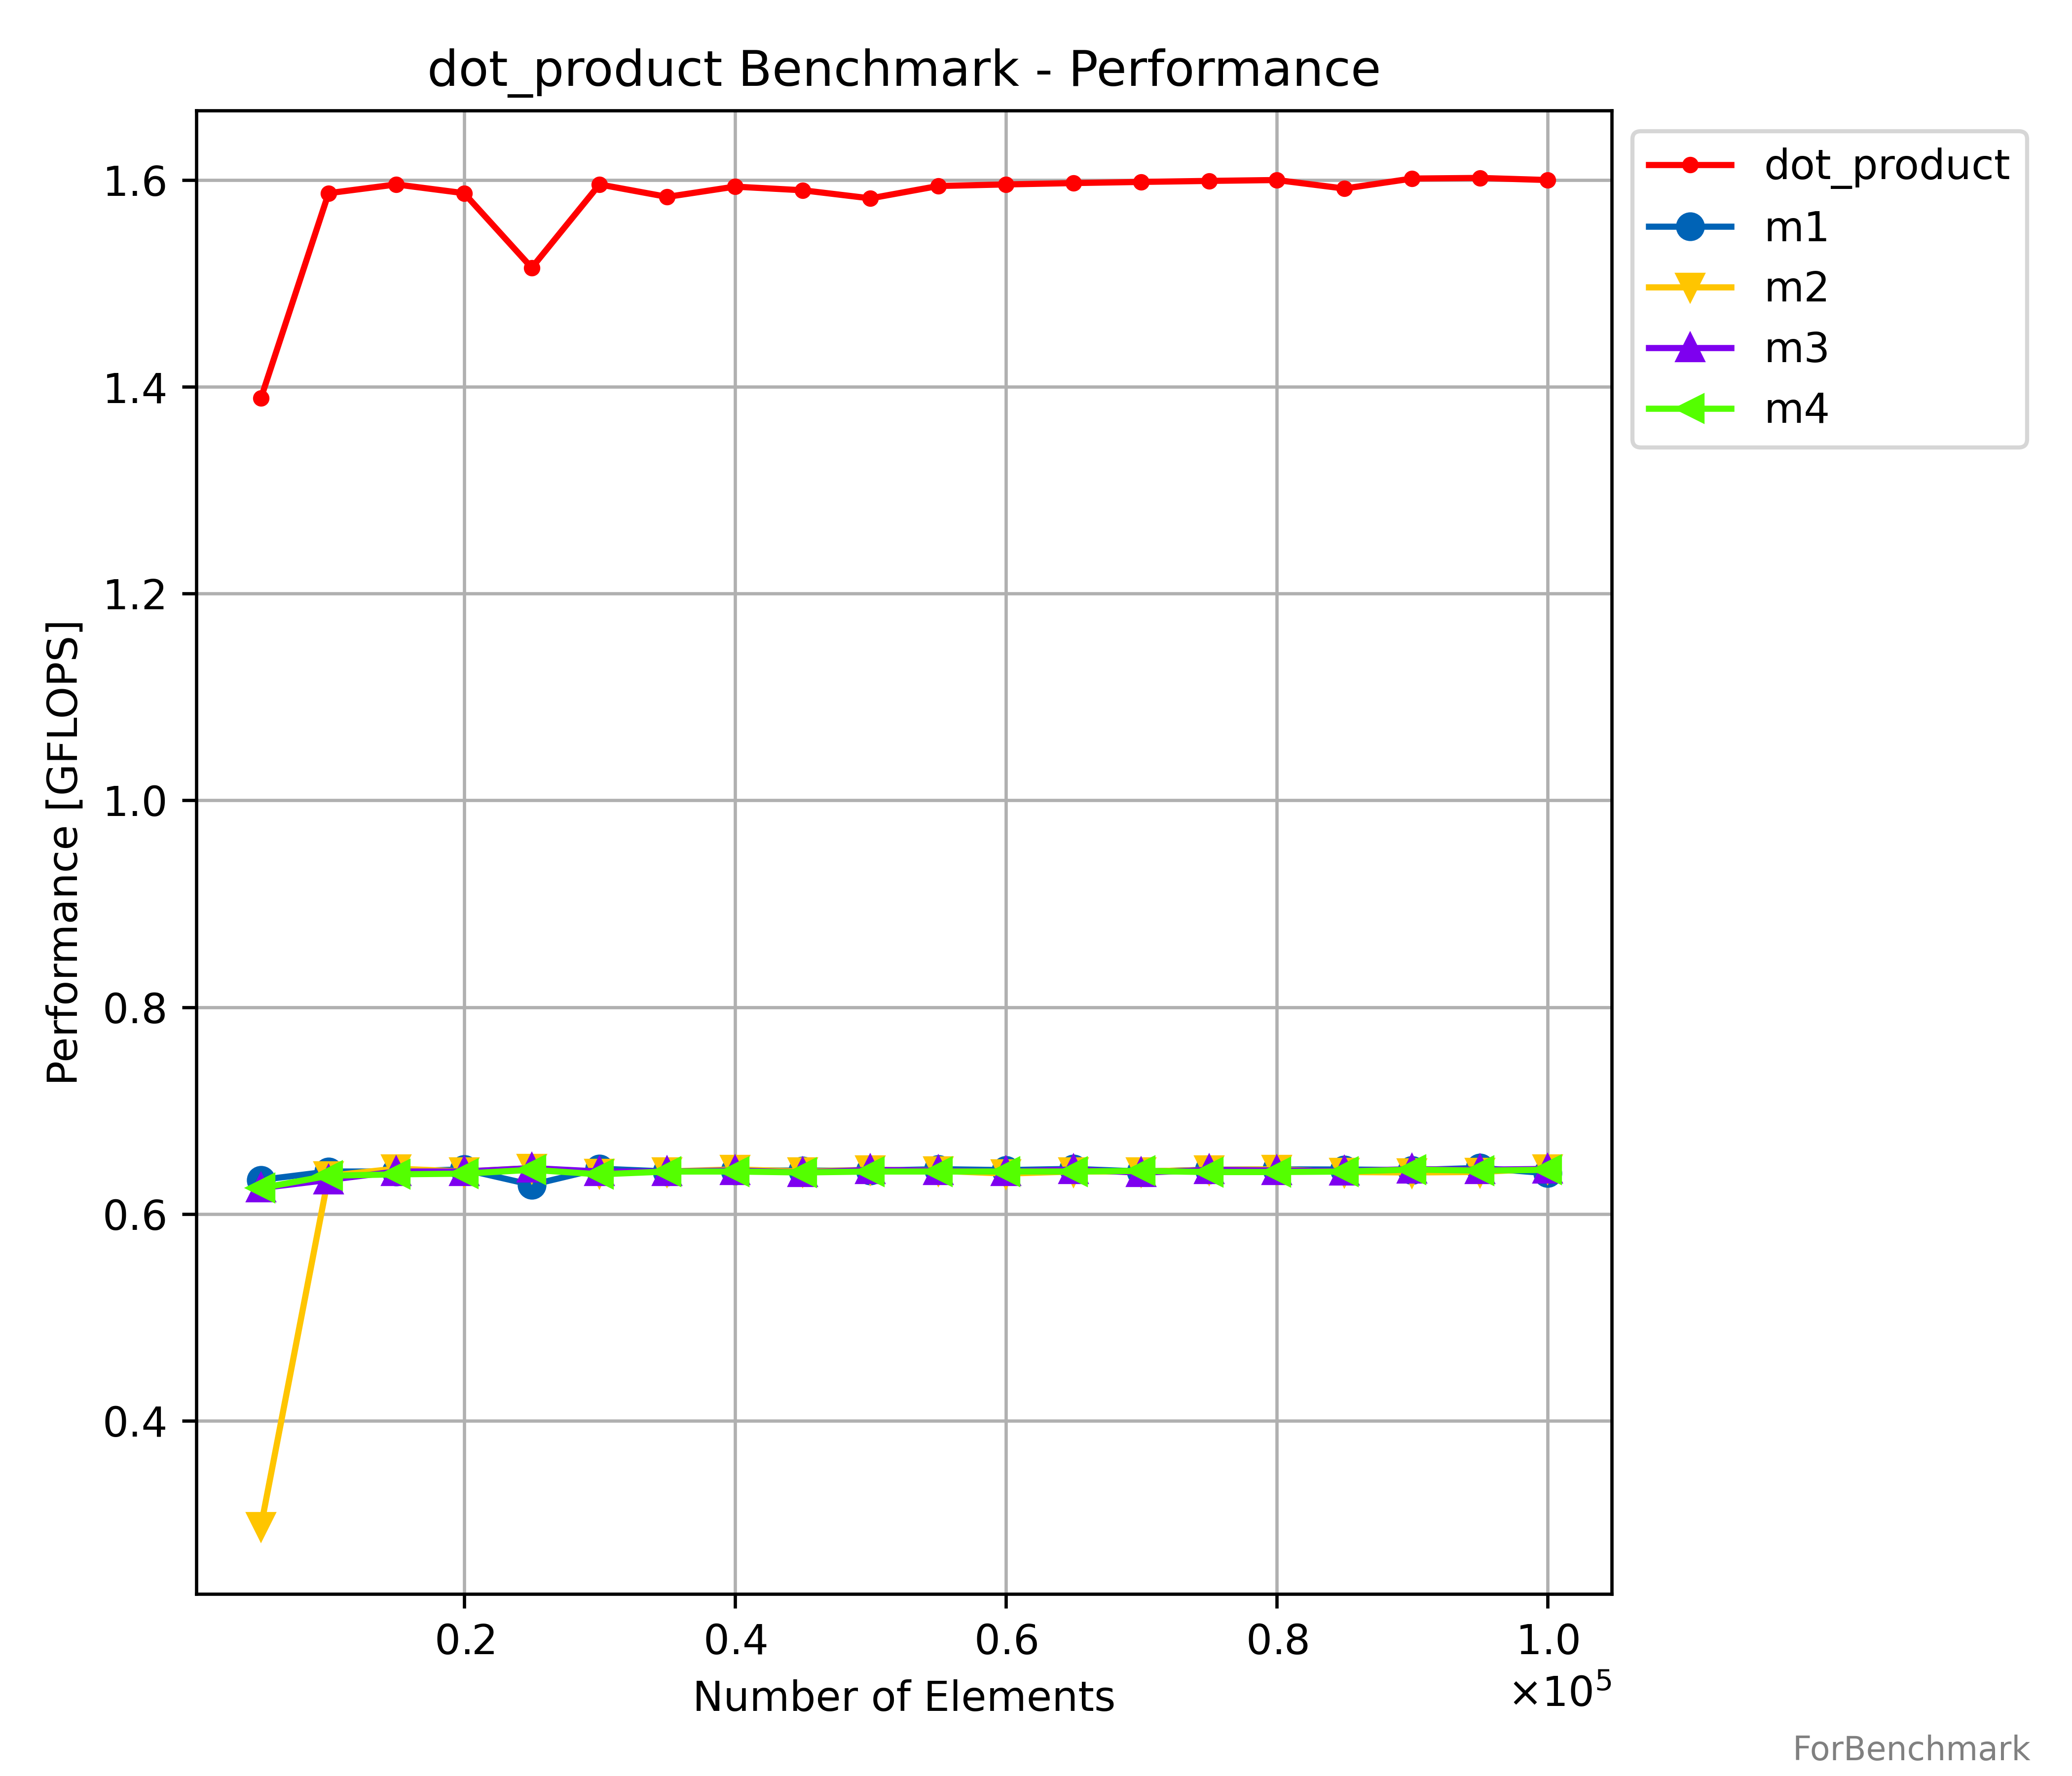 dot_product Benchmark - Performance
1.6
1.4
1.2
1.0
0.8
0.6
0.4
Performance [GFLOPS]
0.2 0.4 0.6 0.8 1.0
×10⁵
Number of Elements
dot_product
m1
m2
m3
m4
ForBenchmark